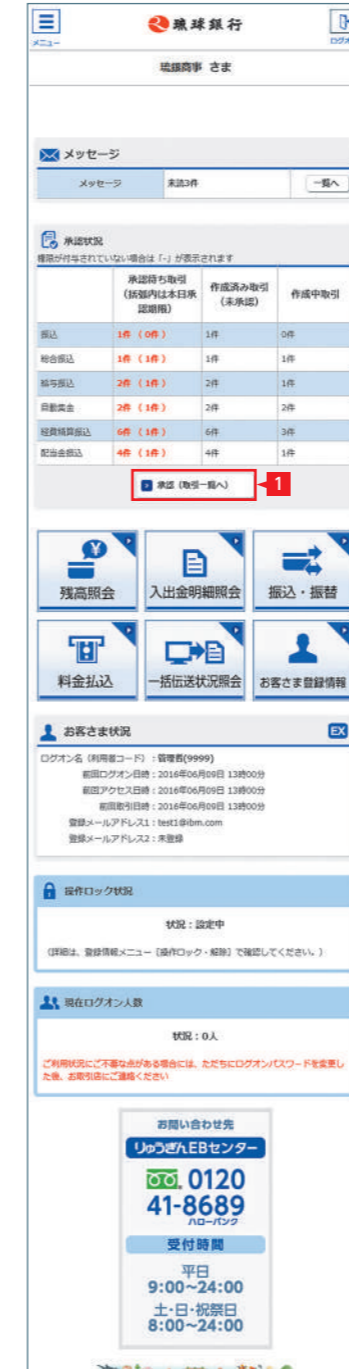 メニュー
琉球銀行
ログオフ
琉銀商事 さま
メッセージ
メッセージ 未読3件 一覧へ
承認状況
権限が付与されていない場合は「-」が表示されます
承認待ち取引
(括弧内は本日承
認期限)
作成済み取引
(未承認)
作成中取引
振込 1件 (0件) 1件 0件
総合振込 1件 (1件) 1件 1件
給与振込 2件 (1件) 2件 1件
自動集金 2件 (1件) 2件 2件
経費精算振込 6件 (1件) 6件 3件
配当金振込 4件 (1件) 4件 1件
承認 (取引一覧へ) 1
残高照会 入出金明細照会 振込・振替
料金払込 一括伝送状況照会 お客さま登録情報
お客さま状況 EX
ログオン名 (利用者コード) : 管理者(9999)
前回ログオン日時 : 2016年06月09日 13時00分
前回アクセス日時 : 2016年06月09日 13時00分
前回取引日時 : 2016年06月09日 13時00分
登録メールアドレス1 : test1@ibm.com
登録メールアドレス2 : 未登録
操作ロック状況
状況 : 設定中
(詳細は、登録情報メニュー [操作ロック・解除] で確認してください。)
現在ログオン人数
状況 : 0人
ご利用状況にご不審な点がある場合には、ただちにログオンパスワードを変更し
た後、お取引店にご連絡ください
お問い合わせ先
りゅうぎんEBセンター
0120
41-8689
ハローバンク
受付時間
平日
9:00~24:00
土・日・祝祭日
8:00~24:00